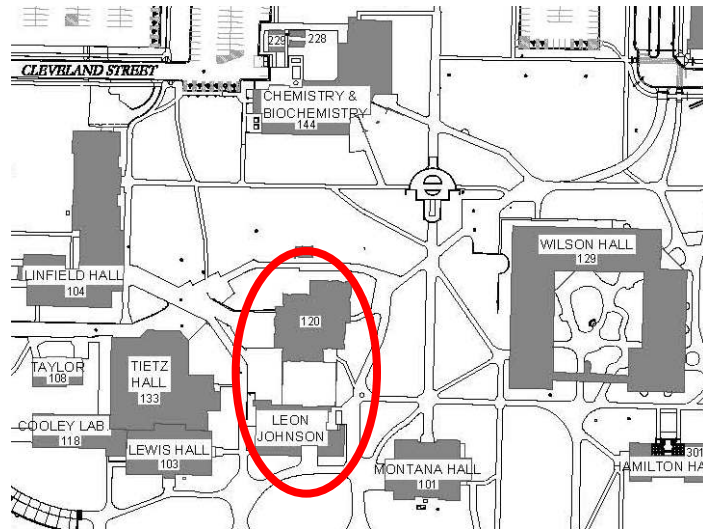 229
228
CLEVELAND STREET
CHEMISTRY &
BIOCHEMISTRY
144
WILSON HALL
129
LINFIELD HALL
104
120
TAYLOR
108
TIETZ
HALL
133
LEON
JOHNSON
COOLEY LAB.
118
LEWIS HALL
103
MONTANA HALL
101
301
HAMILTON HA